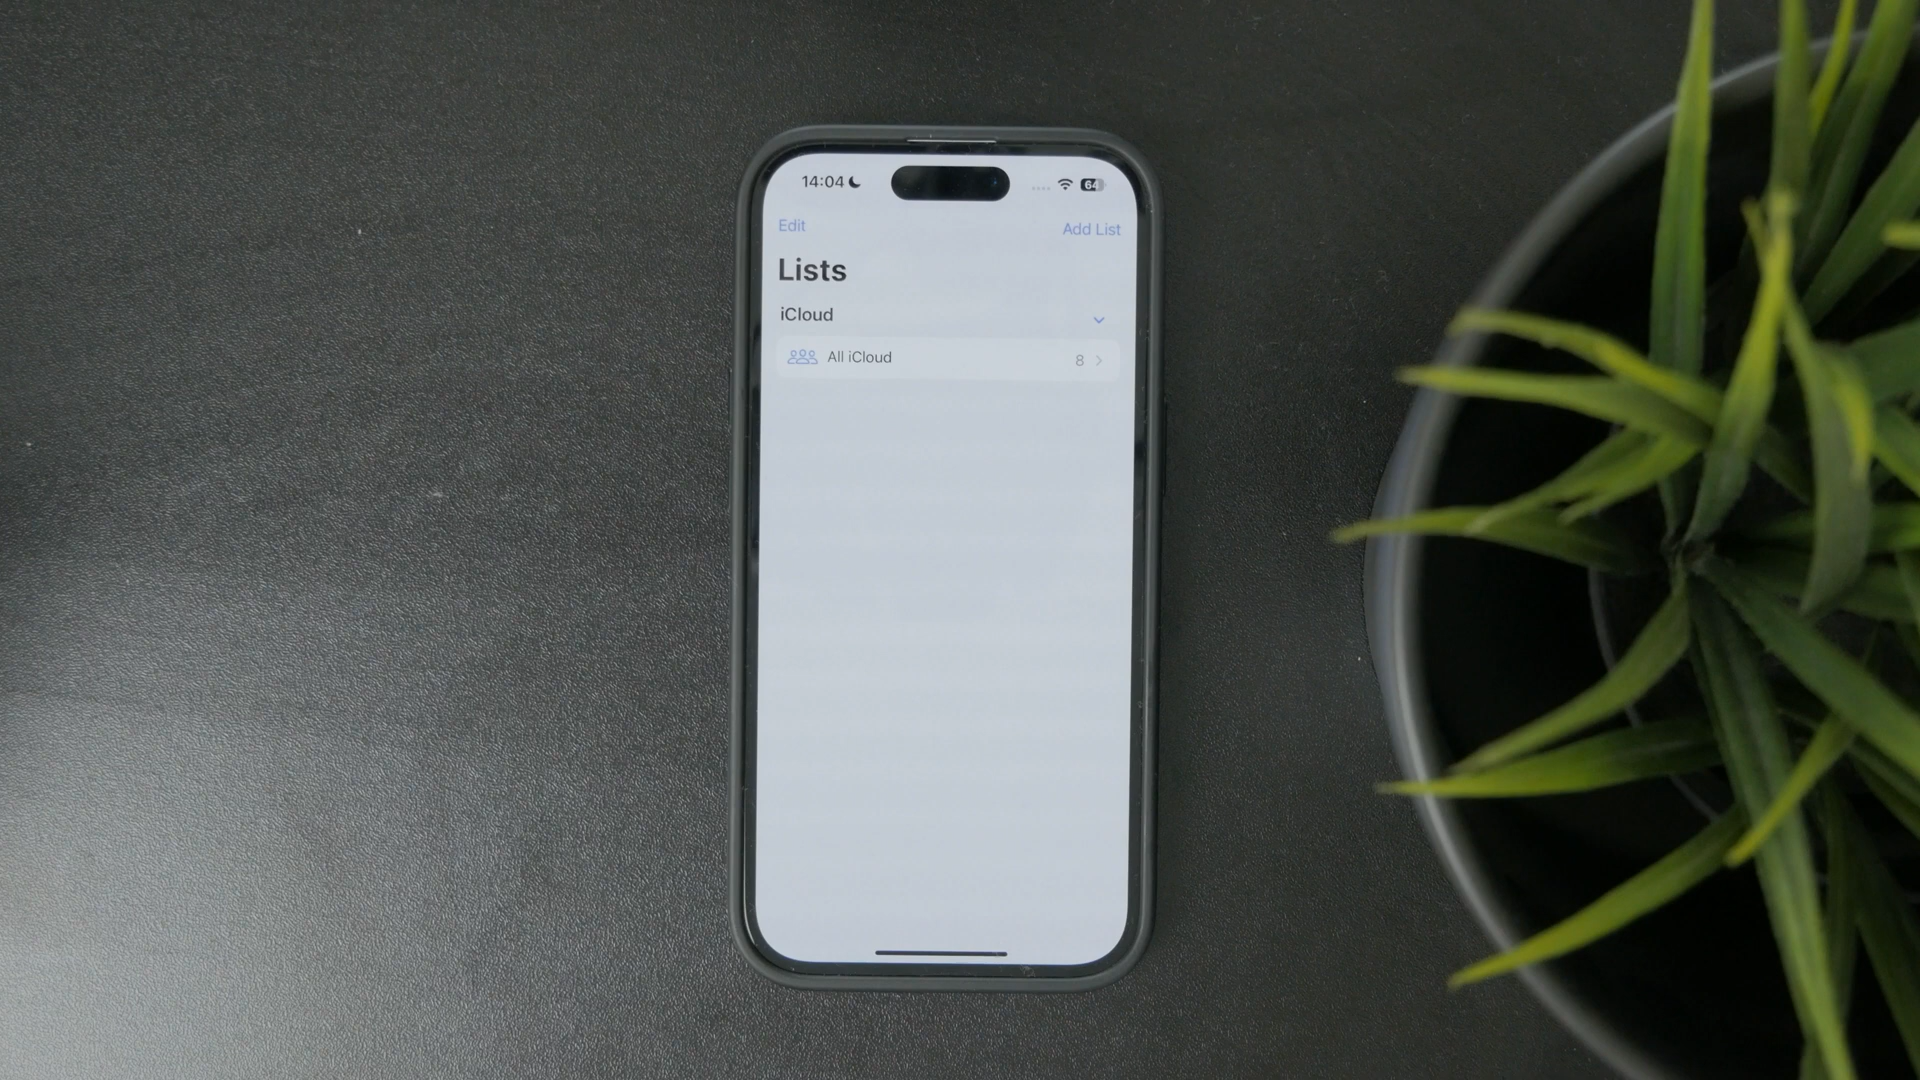 14:04 64
Edit Add List
Lists
iCloud
All iCloud 8